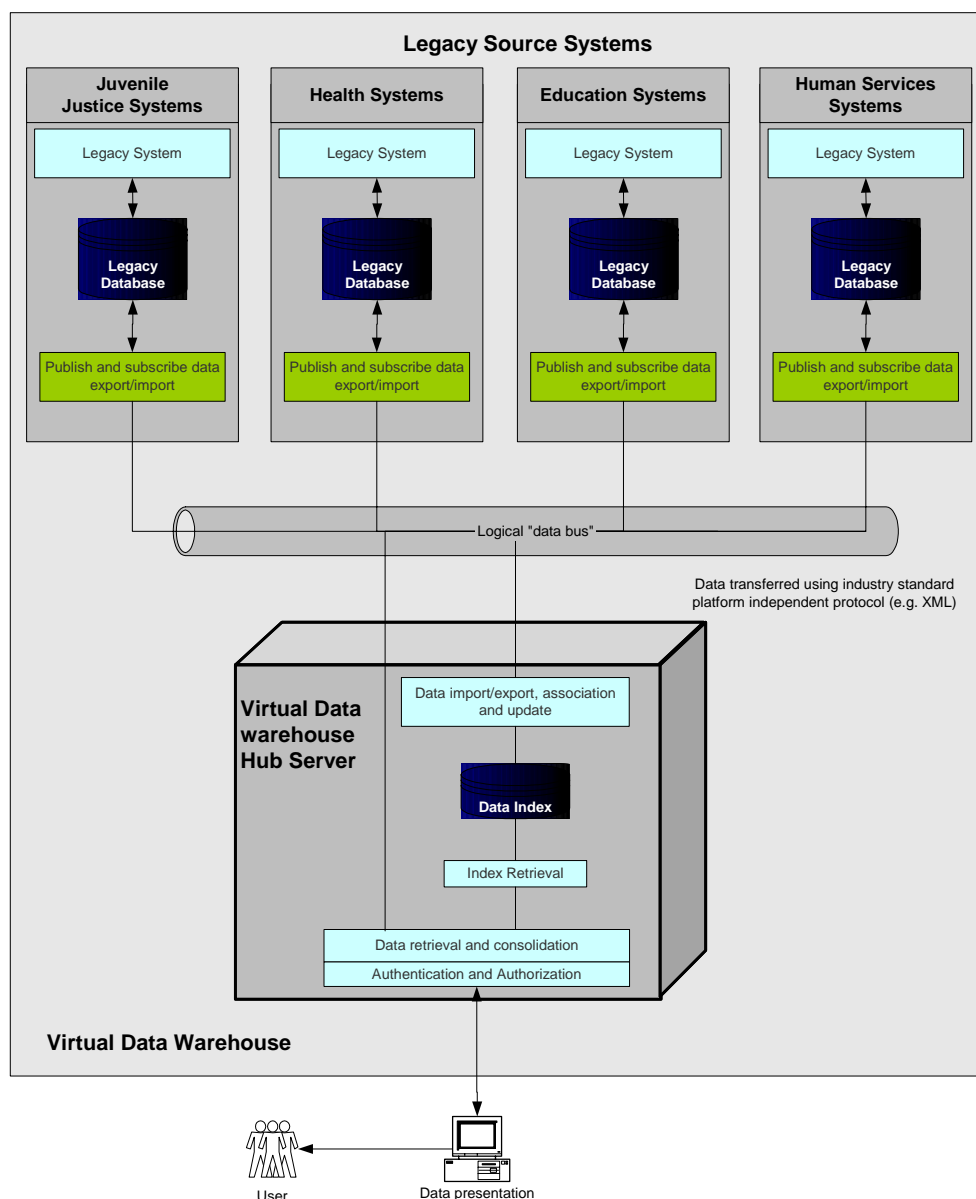 Legacy Source Systems
Juvenile
Justice Systems
Health Systems
Education Systems
Human Services
Systems
Legacy System
Legacy System
Legacy System
Legacy System
Legacy
Database
Legacy
Database
Legacy
Database
Legacy
Database
Publish and subscribe data
export/import
Publish and subscribe data
export/import
Publish and subscribe data
export/import
Publish and subscribe data
export/import
Logical "data bus"
Data transferred using industry standard
platform independent protocol (e.g. XML)
Virtual Data
warehouse
Hub Server
Data import/export, association
and update
Data Index
Index Retrieval
Data retrieval and consolidation
Authentication and Authorization
Virtual Data Warehouse
User
Data presentation